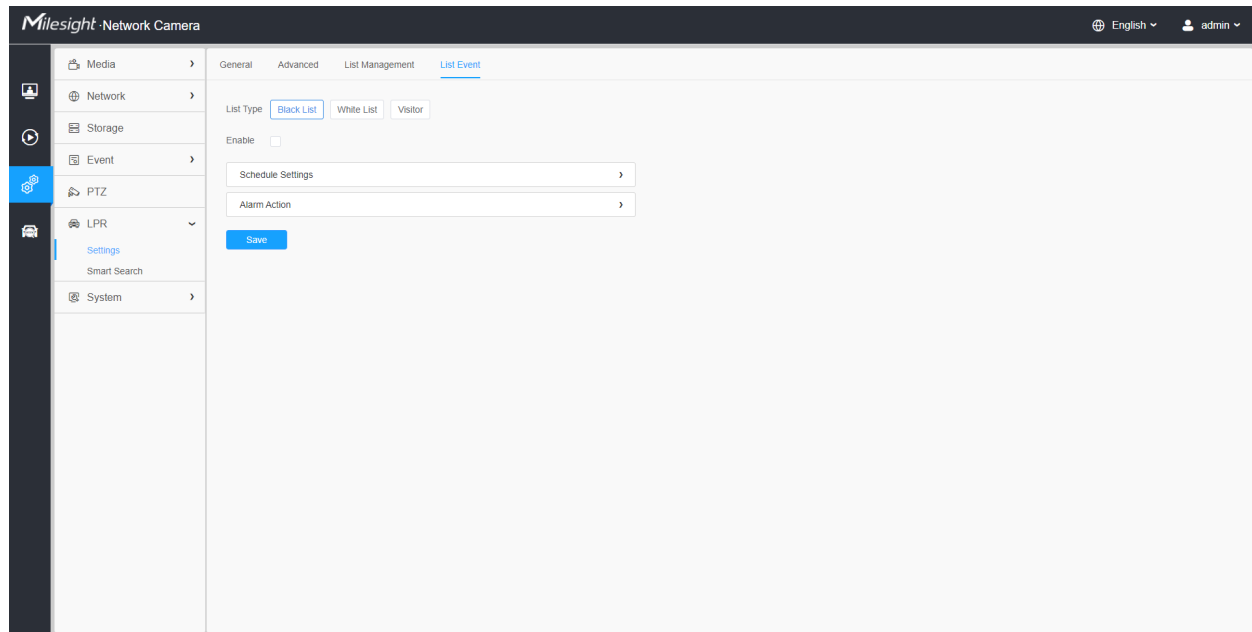 Milesight ·Network Camera
English
admin
Media
Network
Storage
Event
PTZ
LPR
Settings
Smart Search
System
General Advanced List Management List Event
List Type Black List White List Visitor
Enable
Schedule Settings
Alarm Action
Save